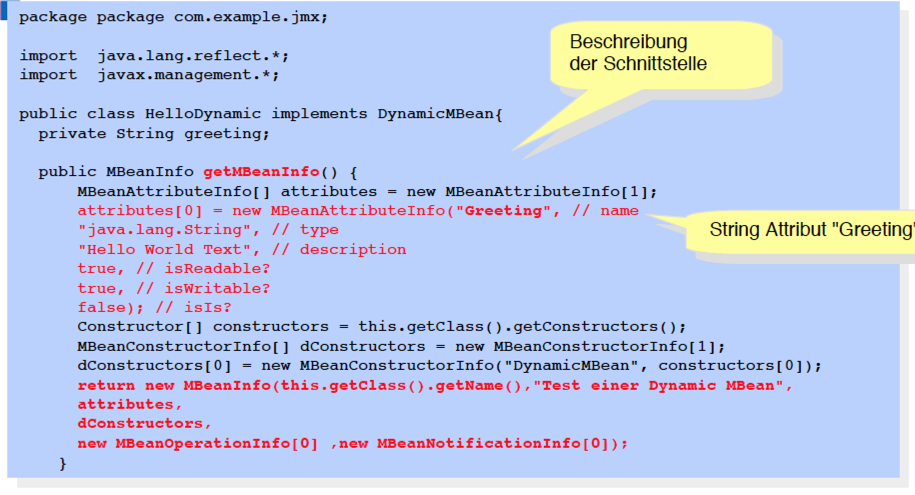 package package com.example.jmx;
import  java.lang.reflect.*;
import  javax.management.*;
Beschreibung
der Schnittstelle
public class HelloDynamic implements DynamicMBean{
private String greeting;
public MBeanInfo getMBeanInfo() {
MBeanAttributeInfo[] attributes = new MBeanAttributeInfo[1];
attributes[0] = new MBeanAttributeInfo("Greeting", // name
"java.lang.String", // type
String Attribut "Greeting"
"Hello World Text", // description
true, // isReadable?
true, // isWritable?
false); // isIs?
Constructor[] constructors = this.getClass().getConstructors();
MBeanConstructorInfo[] dConstructors = new MBeanConstructorInfo[1];
dConstructors[0] = new MBeanConstructorInfo("DynamicMBean", constructors[0]);
return new MBeanInfo(this.getClass().getName(),"Test einer Dynamic MBean",
attributes,
dConstructors,
new MBeanOperationInfo[0] ,new MBeanNotificationInfo[0]);
}